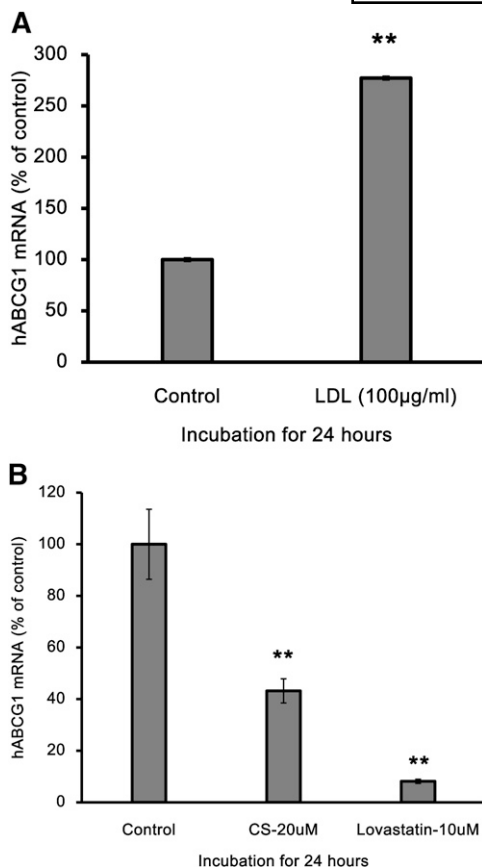 A
hABCG1 mRNA (% of control)
300
250
200
150
100
50
0
**
Control LDL (100µg/ml)
Incubation for 24 hours
B
hABCG1 mRNA (% of control)
120
100
80
60
40
20
0
**
**
Control CS-20uM Lovastatin-10uM
Incubation for 24 hours